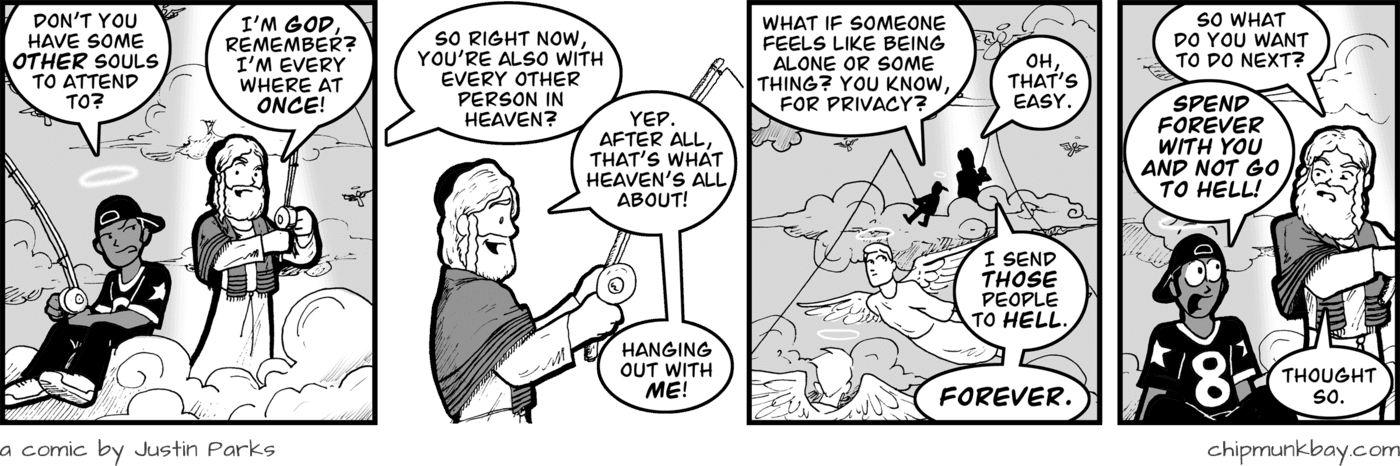 DON'T YOU
HAVE SOME
OTHER SOULS
TO ATTEND
TO?
I'M GOD,
REMEMBER?
I'M EVERY
WHERE AT
ONCE!
SO RIGHT NOW,
YOU'RE ALSO WITH
EVERY OTHER
PERSON IN
HEAVEN?
YEP.
AFTER ALL,
THAT'S WHAT
HEAVEN'S ALL
ABOUT!
HANGING
OUT WITH
ME!
WHAT IF SOMEONE
FEELS LIKE BEING
ALONE OR SOME
THING? YOU KNOW,
FOR PRIVACY?
OH,
THAT'S
EASY.
I SEND
THOSE
PEOPLE
TO HELL.
FOREVER.
SO WHAT
DO YOU WANT
TO DO NEXT?
SPEND
FOREVER
WITH YOU
AND NOT GO
TO HELL!
8
THOUGHT
SO.
a comic by Justin Parks
chipmunkbay.com